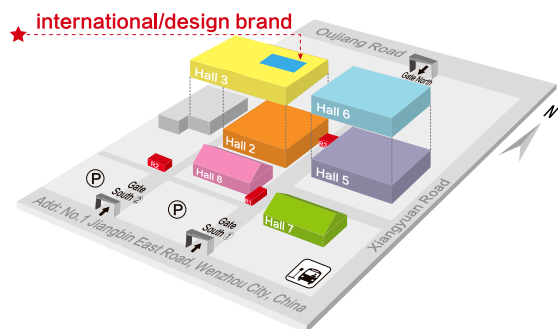 international/design brand
Oujiang Road
Gate North
N
Hall 3
Hall 6
Hall 2
Hall 5
Hall 8
Hall 7
P
Gate
South ②
P
Gate
South ①
Xiangyuan Road
Add: No.1 Jiangbin East Road, Wenzhou City, China